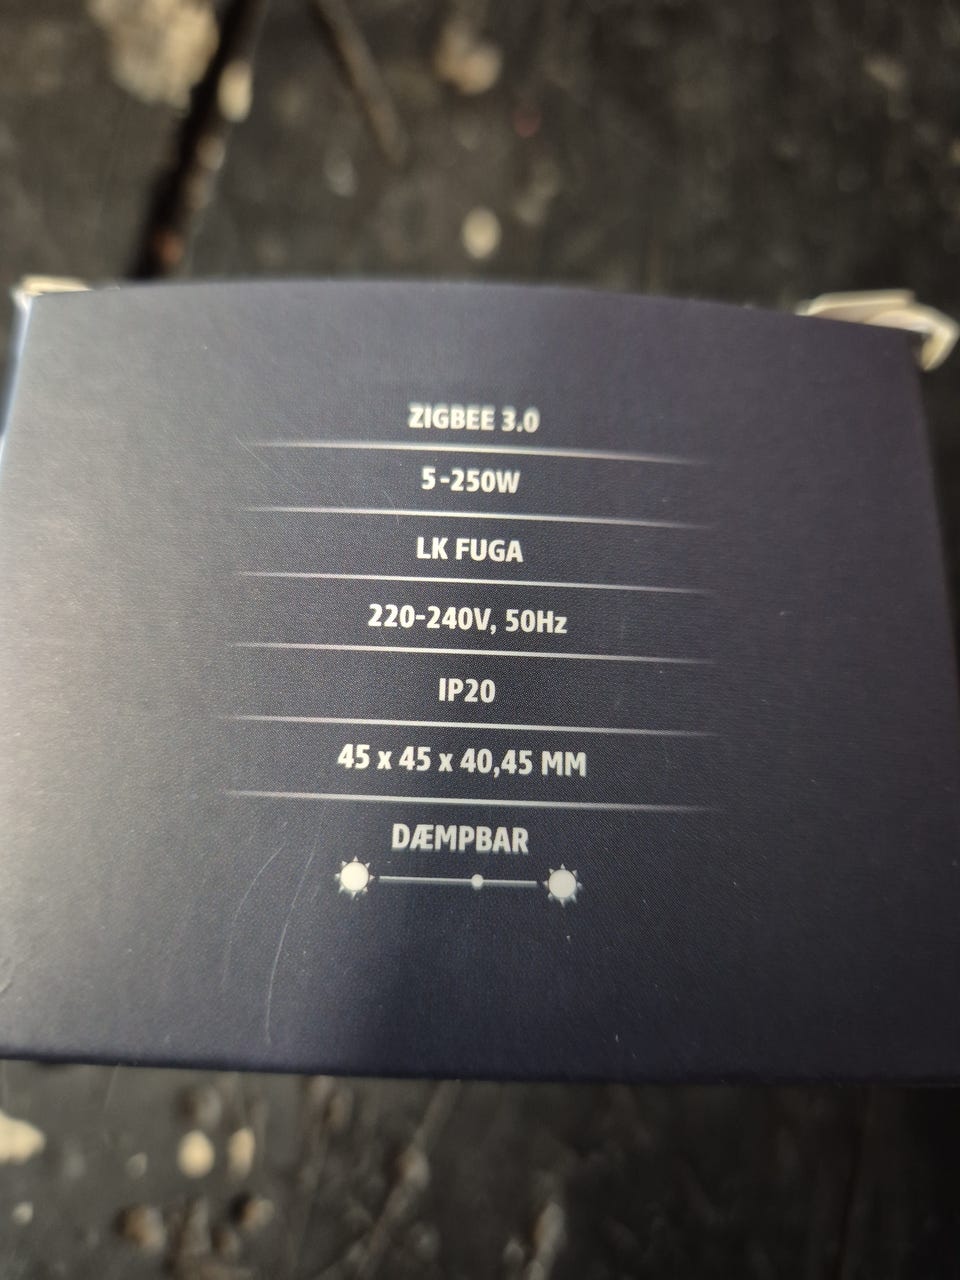 ZIGBEE 3.0
5-250W
LK FUGA
220-240V, 50Hz
IP20
45 x 45 x 40,45 MM
DÆMPBAR